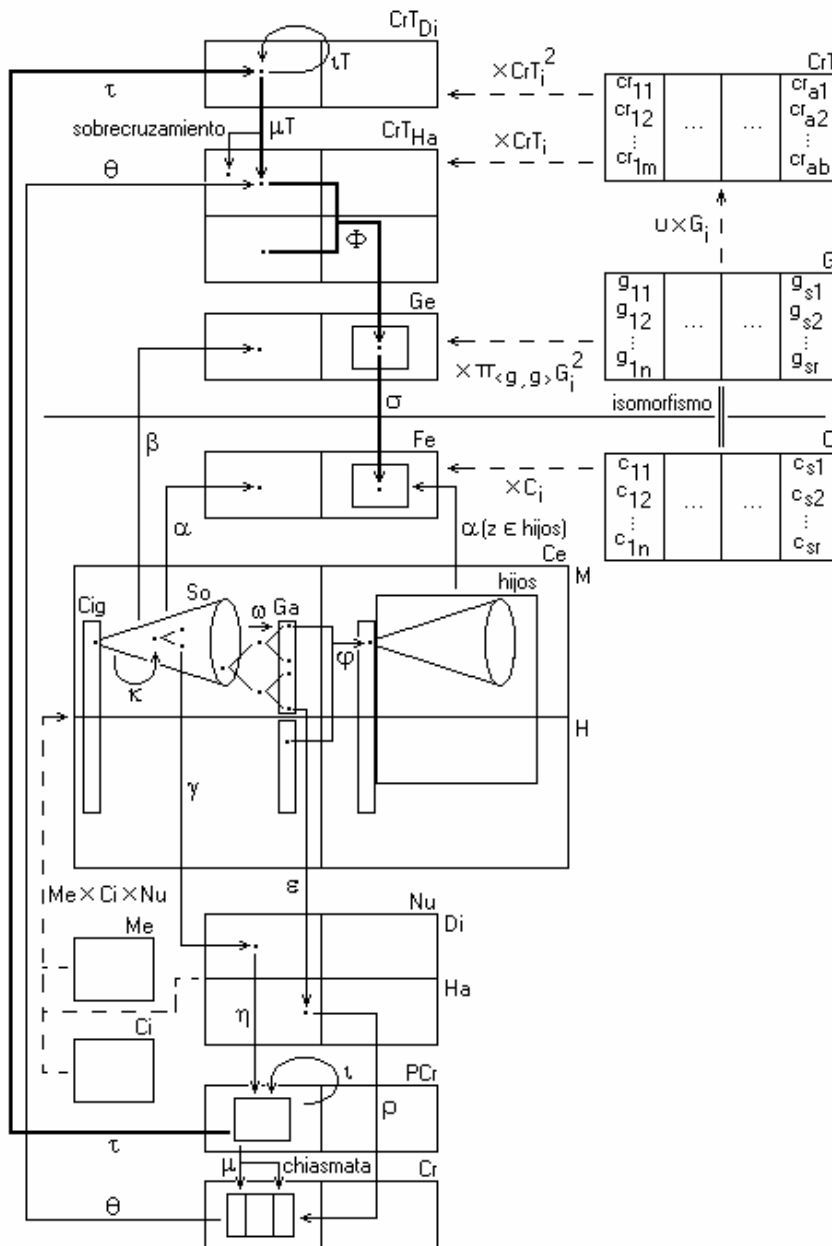 CrT_Di
ιT
τ
×CrT_i^2
CrT
cr_11 cr_a1
cr_12 ... ... cr_a2
⋮ ⋮
cr_1m cr_ab
sobrecruzamiento
μT
CrT_Ha
×CrT_i
θ
Φ
∪×G_i
Ge
G
g_11 g_s1
g_12 ... ... g_s2
⋮ ⋮
g_1n g_sr
×π_<g,g>G_i^2
σ
isomorfismo
β
Fe
C
c_11 c_s1
c_12 ... ... c_s2
⋮ ⋮
c_1n c_sr
×C_i
α
α(z ϵ hijos)
Ce
M
Cig
So
ω
Ga
hijos
κ
φ
H
γ
ε
Me×Ci×Nu
Nu
Me
Di
Ha
η
Ci
ι
PCr
ρ
τ
μ
chiasmata
Cr
θ